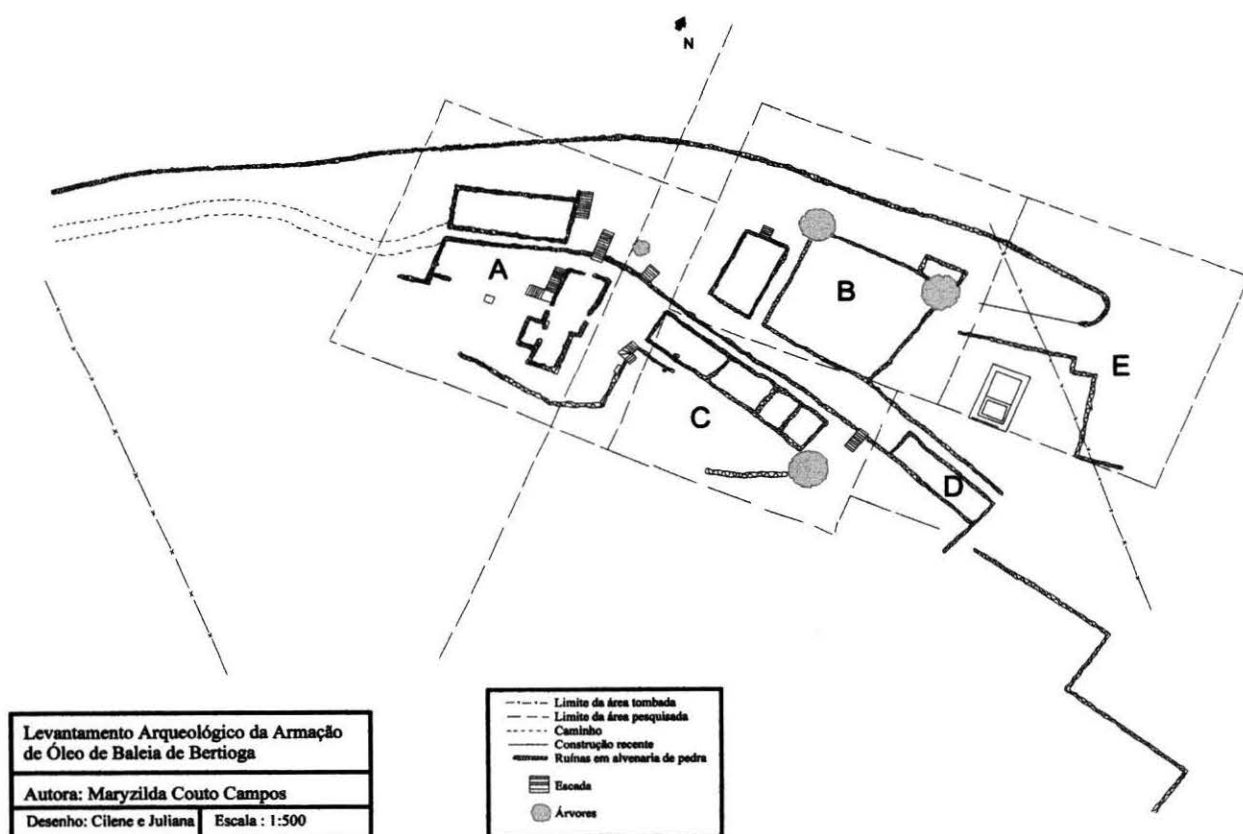 N
A
B
C
D
E
Levantamento Arqueológico da Armação
de Óleo de Baleia de Bertioga
Autora: Maryzilda Couto Campos
Desenho: Cilene e Juliana
Escala : 1:500
Limite da área tombada
Limite da área pesquisada
Caminho
Construção recente
Ruínas em alvenaria de pedra
Escada
Árvores